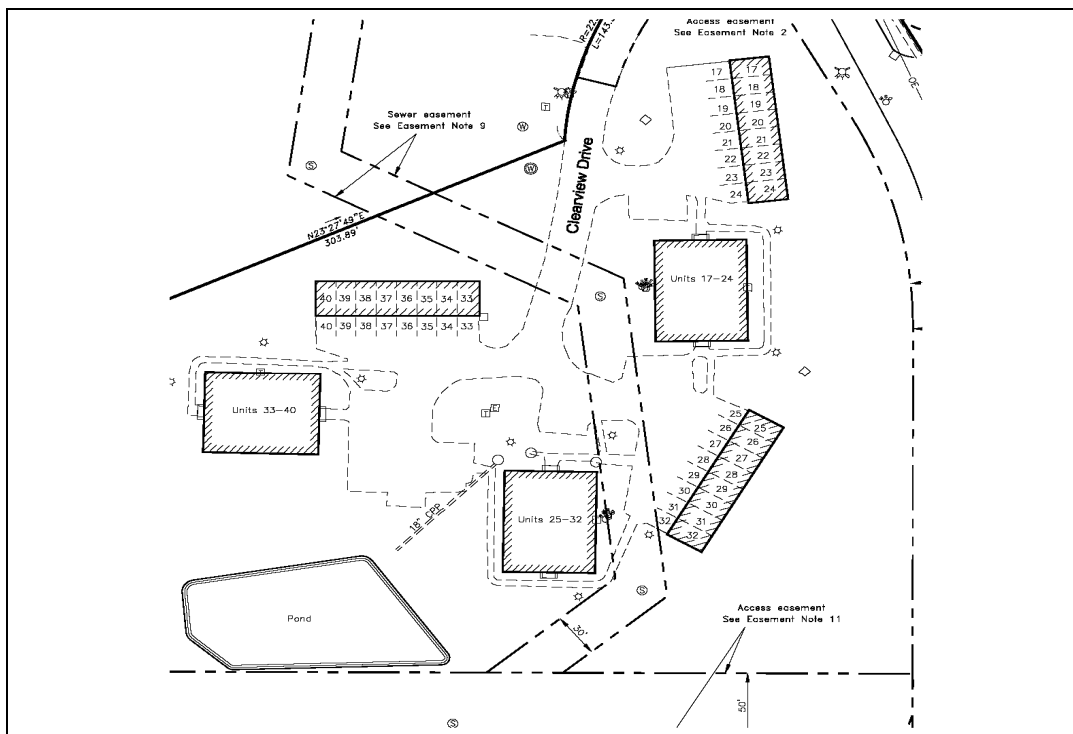 Access easement
See Easement Note 2
R=22
L=143.
30
Sewer easement
See Easement Note 9
T
W
W
S
Clearview Drive
17 17
18 18
19 19
20 20
21 21
22 22
23 23
24 24
N23°27'49"E
303.89'
Units 17-24
S
40 39 38 37 36 35 34 33
40 39 38 37 36 35 34 33
T
Units 33-40
T E
25 25
26 26
27 27
28 28
29 29
30 30
31 31
32 32
18" CPP
Units 25-32
S
Pond
30'
Access easement
See Easement Note 11
50'
S